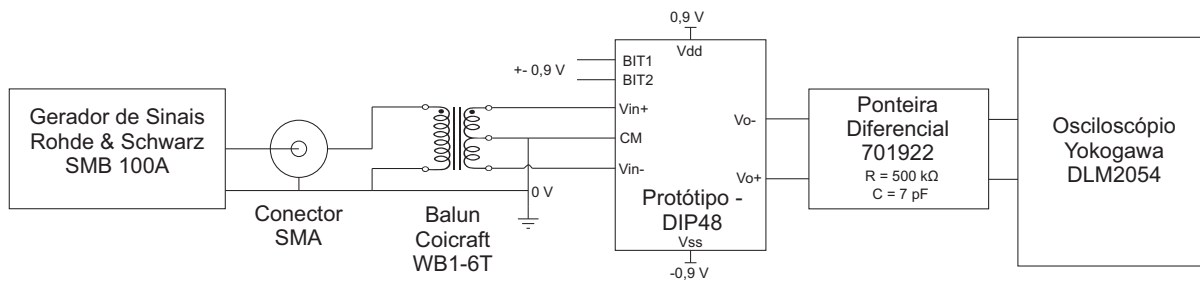 Gerador de Sinais
Rohde & Schwarz
SMB 100A
Conector
SMA
Balun
Coicraft
WB1-6T
0 V
+- 0,9 V
0,9 V
Vdd
BIT1
BIT2
Vin+
CM
Vin-
Vo-
Vo+
Protótipo -
DIP48
Vss
-0,9 V
Ponteira
Diferencial
701922
R = 500 kΩ
C = 7 pF
Osciloscópio
Yokogawa
DLM2054